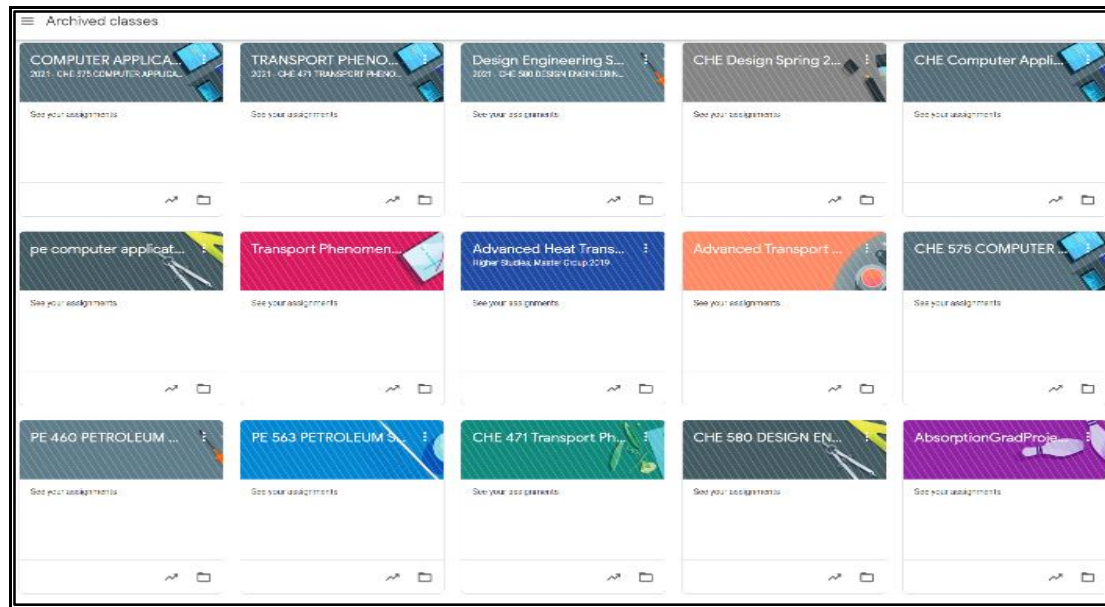 Archived classes
COMPUTER APPLICA...
2021 - CHE 575 COMPUTER APPLICA...
TRANSPORT PHENO...
2021 - CHE 471 TRANSPORT PHENO...
Design Engineering S...
2021 - CHE 580 DESIGN ENGINEERIN...
CHE Design Spring 2...
CHE Computer Appli...
See your assignments
See your assignments
See your assignments
See your assignments
See your assignments
pe computer applicat...
Transport Phenomen...
Advanced Heat Trans...
Higher Studies, Master Group 2019
Advanced Transport ...
CHE 575 COMPUTER ...
See your assignments
See your assignments
See your assignments
See your assignments
See your assignments
PE 460 PETROLEUM ...
PE 563 PETROLEUM S...
CHE 471 Transport Ph...
CHE 580 DESIGN EN...
AbsorptionGradProje...
See your assignments
See your assignments
See your assignments
See your assignments
See your assignments